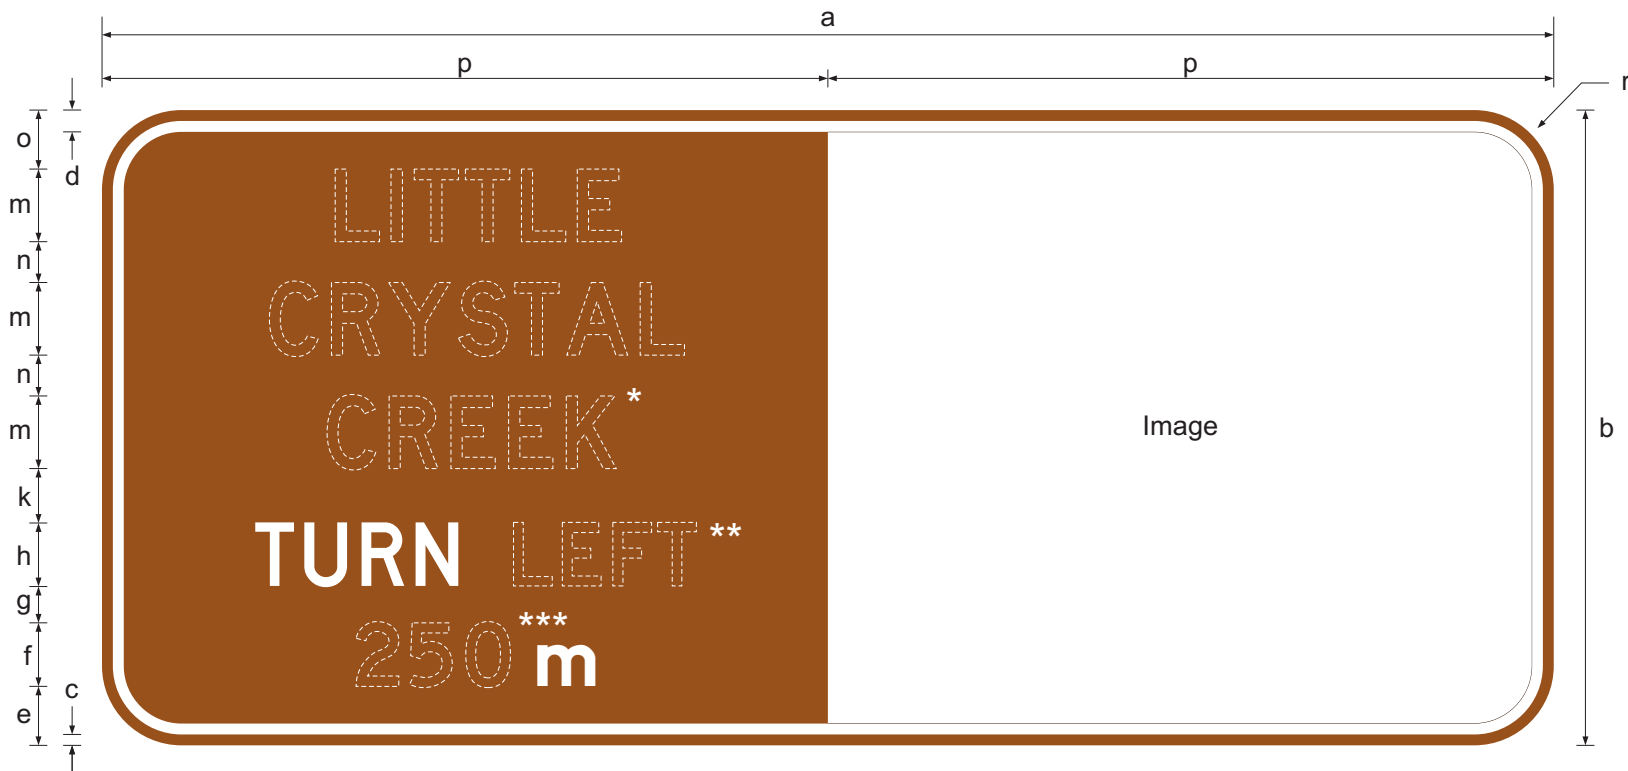 a
p p
r
o
d
LITTLE
m
n
CRYSTAL
m
n
CREEK*
m
Image
b
k
TURN LEFT**
h
g
250***m
f
c
e